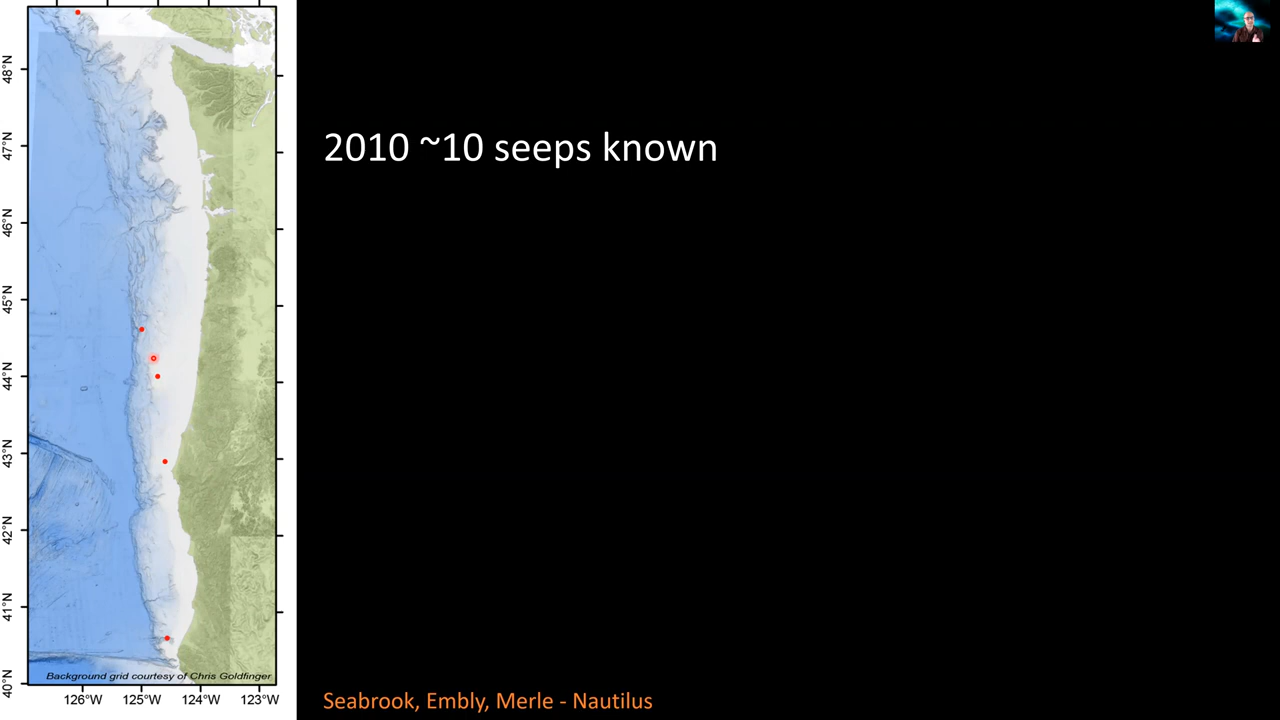 2010 ~10 seeps known
48°N
47°N
46°N
45°N
44°N
43°N
42°N
41°N
40°N
Background grid courtesy of Chris Goldfinger
126°W 125°W 124°W 123°W
Seabrook, Embly, Merle - Nautilus